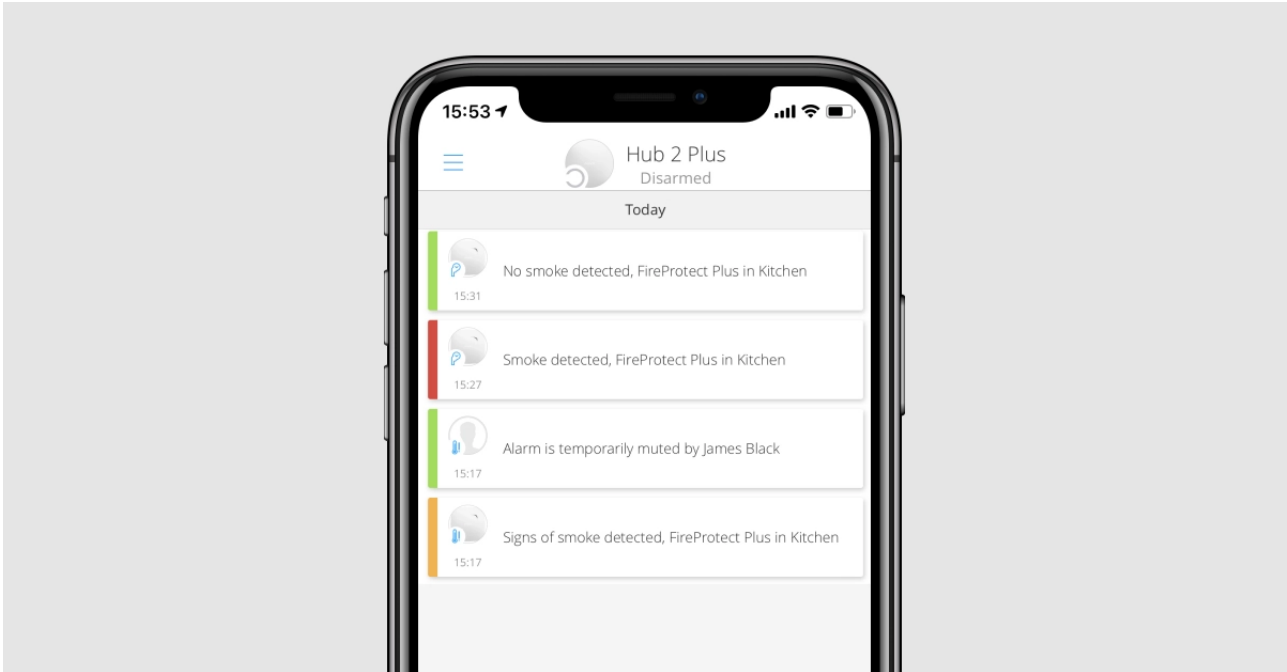 15:53
Hub 2 Plus
Disarmed
Today
No smoke detected, FireProtect Plus in Kitchen
15:31
Smoke detected, FireProtect Plus in Kitchen
15:27
Alarm is temporarily muted by James Black
15:17
Signs of smoke detected, FireProtect Plus in Kitchen
15:17